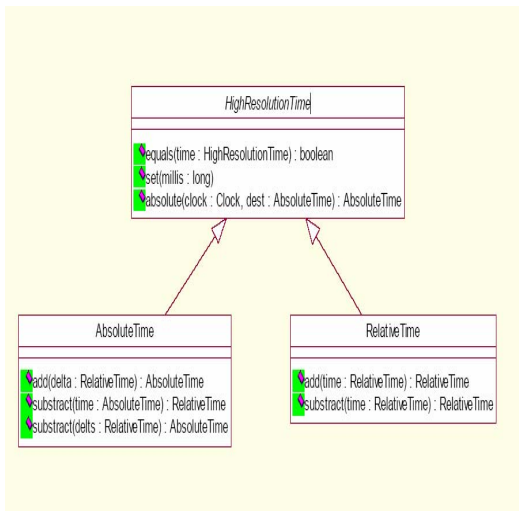 HighResolutionTime
equals(time : HighResolutionTime) : boolean
set(millis : long)
absolute(clock : Clock, dest : AbsoluteTime) : AbsoluteTime
AbsoluteTime
add(delta : RelativeTime) : AbsoluteTime
substract(time : AbsoluteTime) : RelativeTime
substract(delts : RelativeTime) : AbsoluteTime
RelativeTime
add(time : RelativeTime) : RelativeTime
substract(time : RelativeTime) : RelativeTime